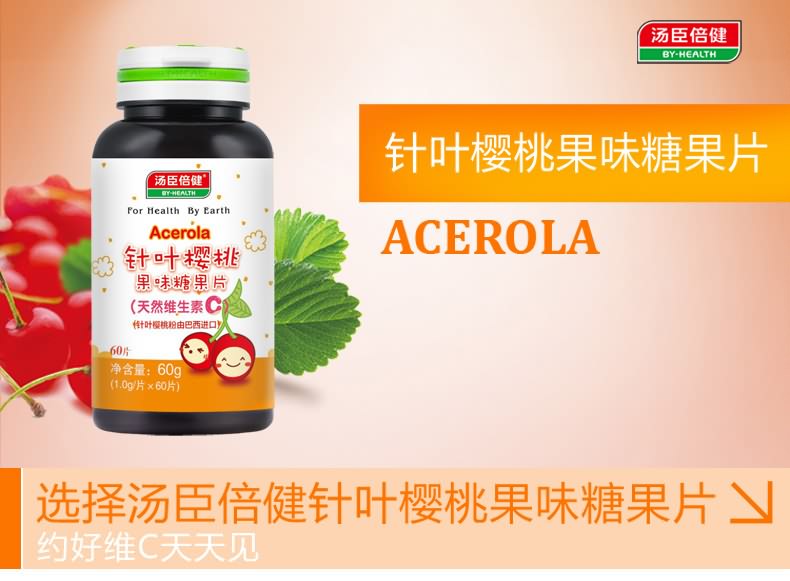 汤臣倍健
BY-HEALTH
针叶樱桃果味糖果片
ACEROLA
汤臣倍健®
BY-HEALTH
For Health By Earth
Acerola
针叶樱桃
果味糖果片
(天然维生素C)
(针叶樱桃粉由巴西进口)
60片
净含量：60g
(1.0g/片×60片)
选择汤臣倍健针叶樱桃果味糖果片
约好维C天天见